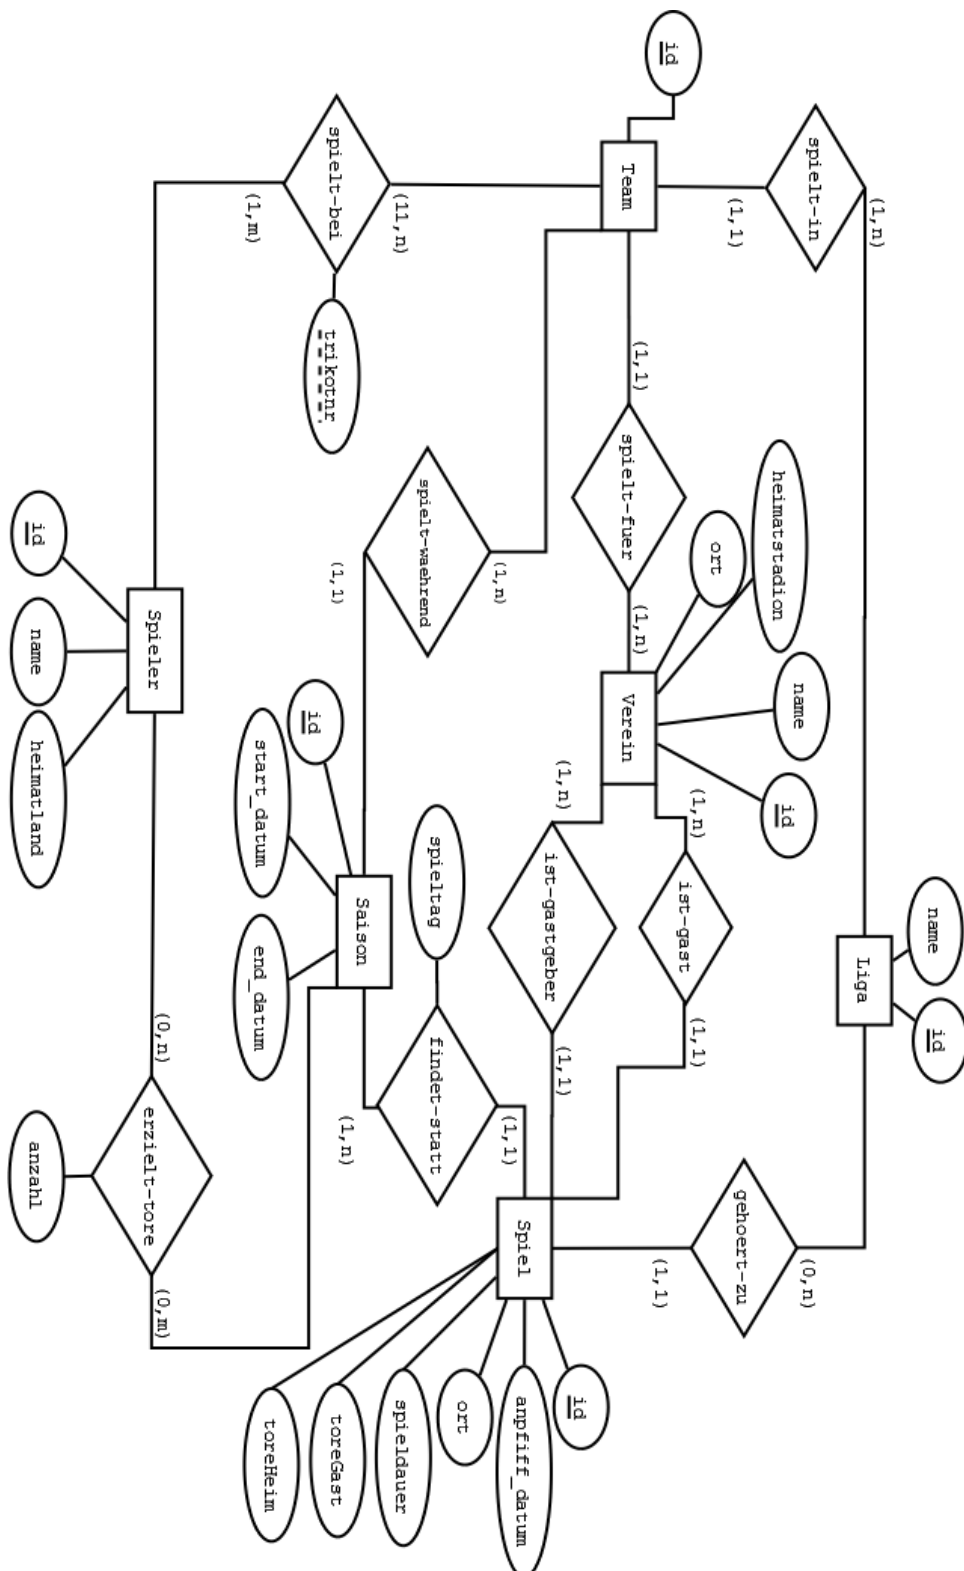 name
id
(1,n)
Liga
spielt-in
(0,n)
heimatstadion
name
id
(1,1)
gehoert-zu
ort
(1,n)
(1,1)
ist-gast
id
(1,1)
(1,1)
(1,n)
Team
spielt-fuer
Verein
id
(1,n)
(1,1)
ist-gastgeber
Spiel
anpfiff_datum
(1,n)
(1,1)
ort
spieltag
findet-statt
spielt-waehrend
(11,n)
spieldauer
Saison
(1,1)
(1,n)
spielt-bei
trikotnr
toreGast
id
toreHeim
start_datum
end_datum
(1,m)
(0,n)
(0,m)
Spieler
erzielt-tore
id
name
heimatland
anzahl